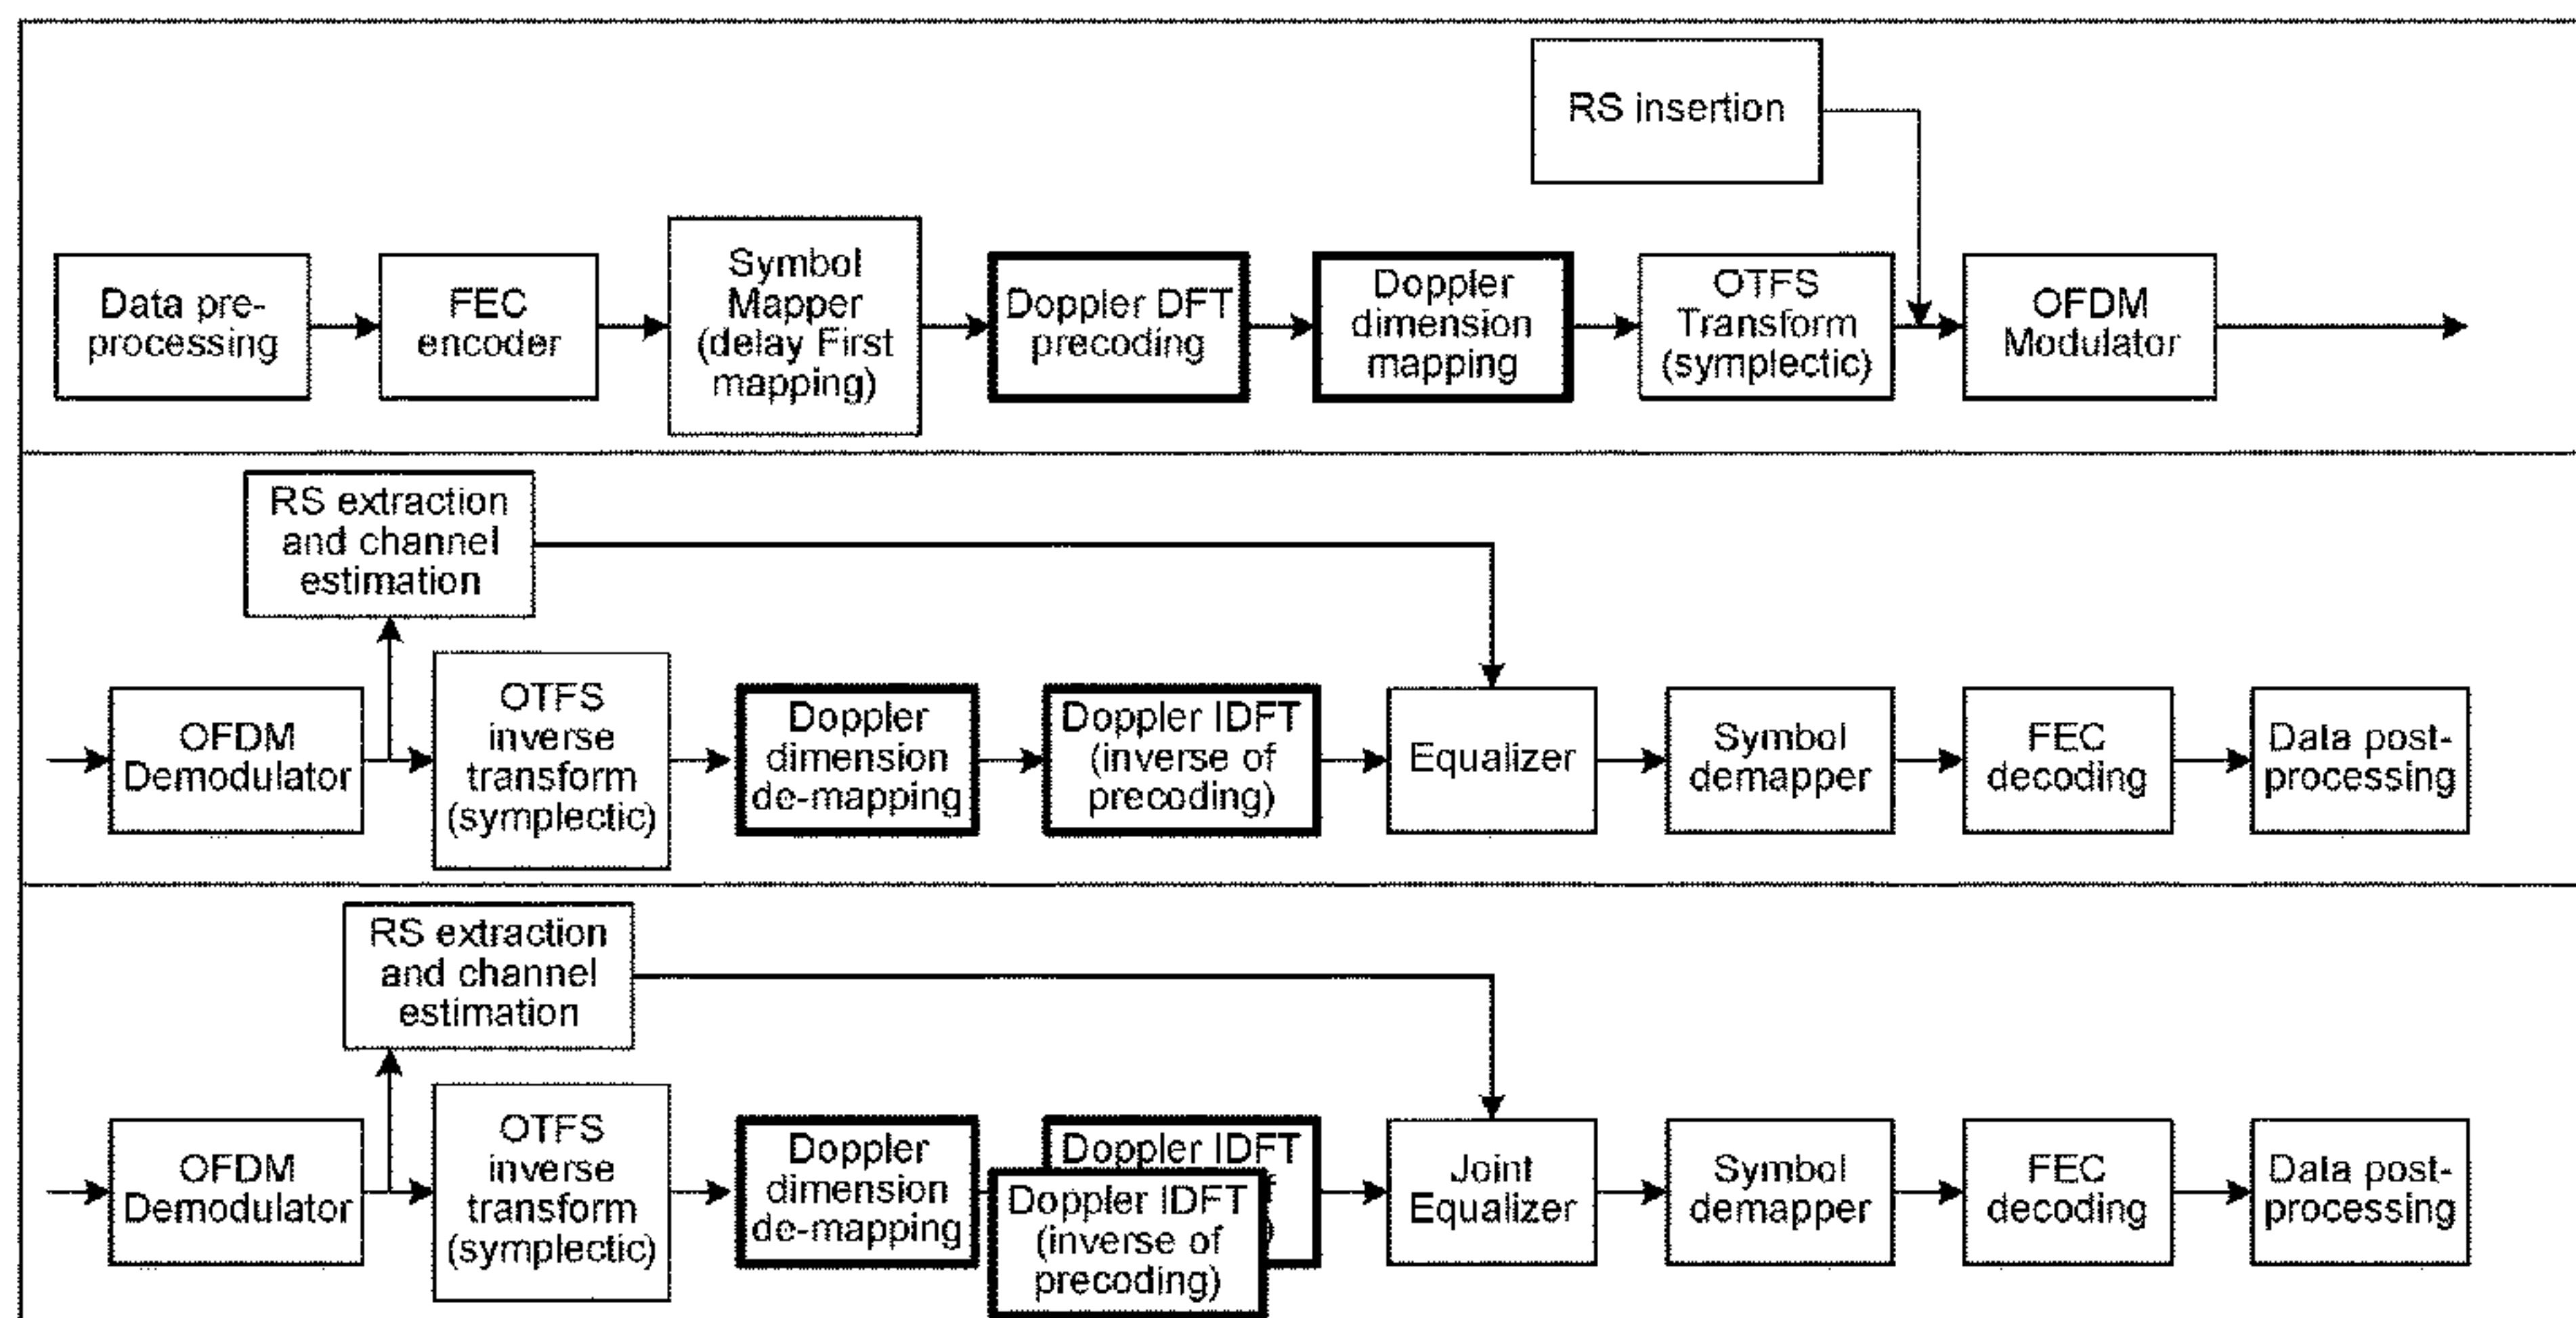 RS insertion
Data pre-
processing
FEC
encoder
Symbol
Mapper
(delay First
mapping)
Doppler DFT
precoding
Doppler
dimension
mapping
OTFS
Transform
(symplectic)
OFDM
Modulator
RS extraction
and channel
estimation
OFDM
Demodulator
OTFS
inverse
transform
(symplectic)
Doppler
dimension
de-mapping
Doppler IDFT
(inverse of
precoding)
Equalizer
Symbol
demapper
FEC
decoding
Data post-
processing
RS extraction
and channel
estimation
OFDM
Demodulator
OTFS
inverse
transform
(symplectic)
Doppler
dimension
de-mapping
Doppler IDFT
Doppler IDFT
(inverse of
precoding)
Joint
Equalizer
Symbol
demapper
FEC
decoding
Data post-
processing